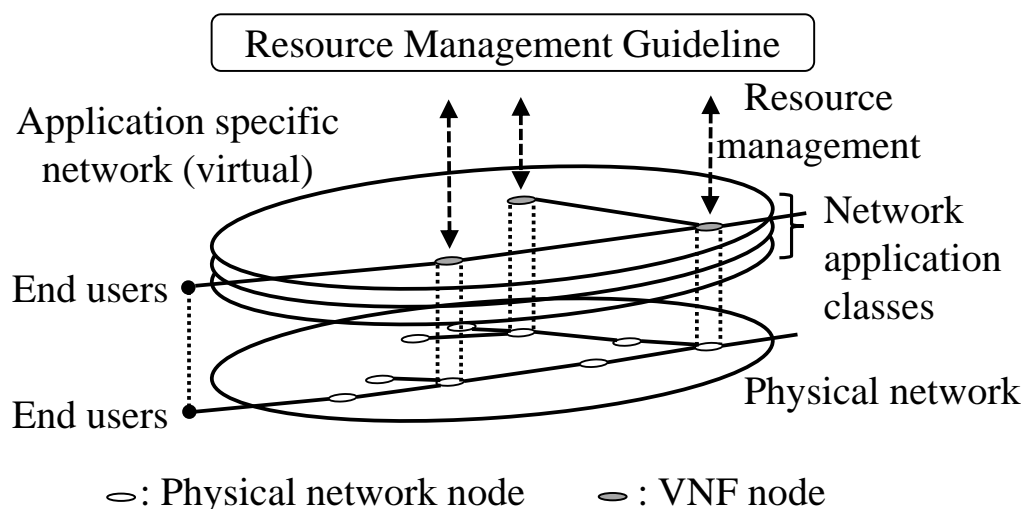 Resource Management Guideline
Application specific
network (virtual)
Resource
management
Network
application
classes
End users
End users
Physical network
: Physical network node
: VNF node